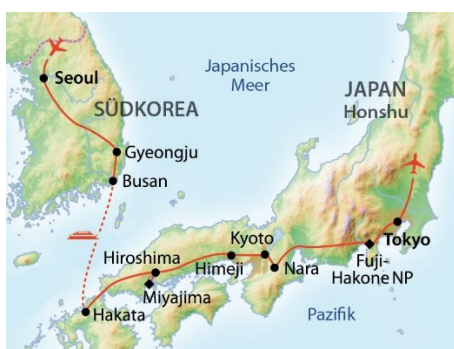 Seoul
SÜDKOREA
Gyeongju
Busan
Japanisches
Meer
JAPAN
Honshu
Hiroshima
Miyajima
Hakata
Himeji
Kyoto
Nara
Tokyo
Fuji-
Hakone NP
Pazifik